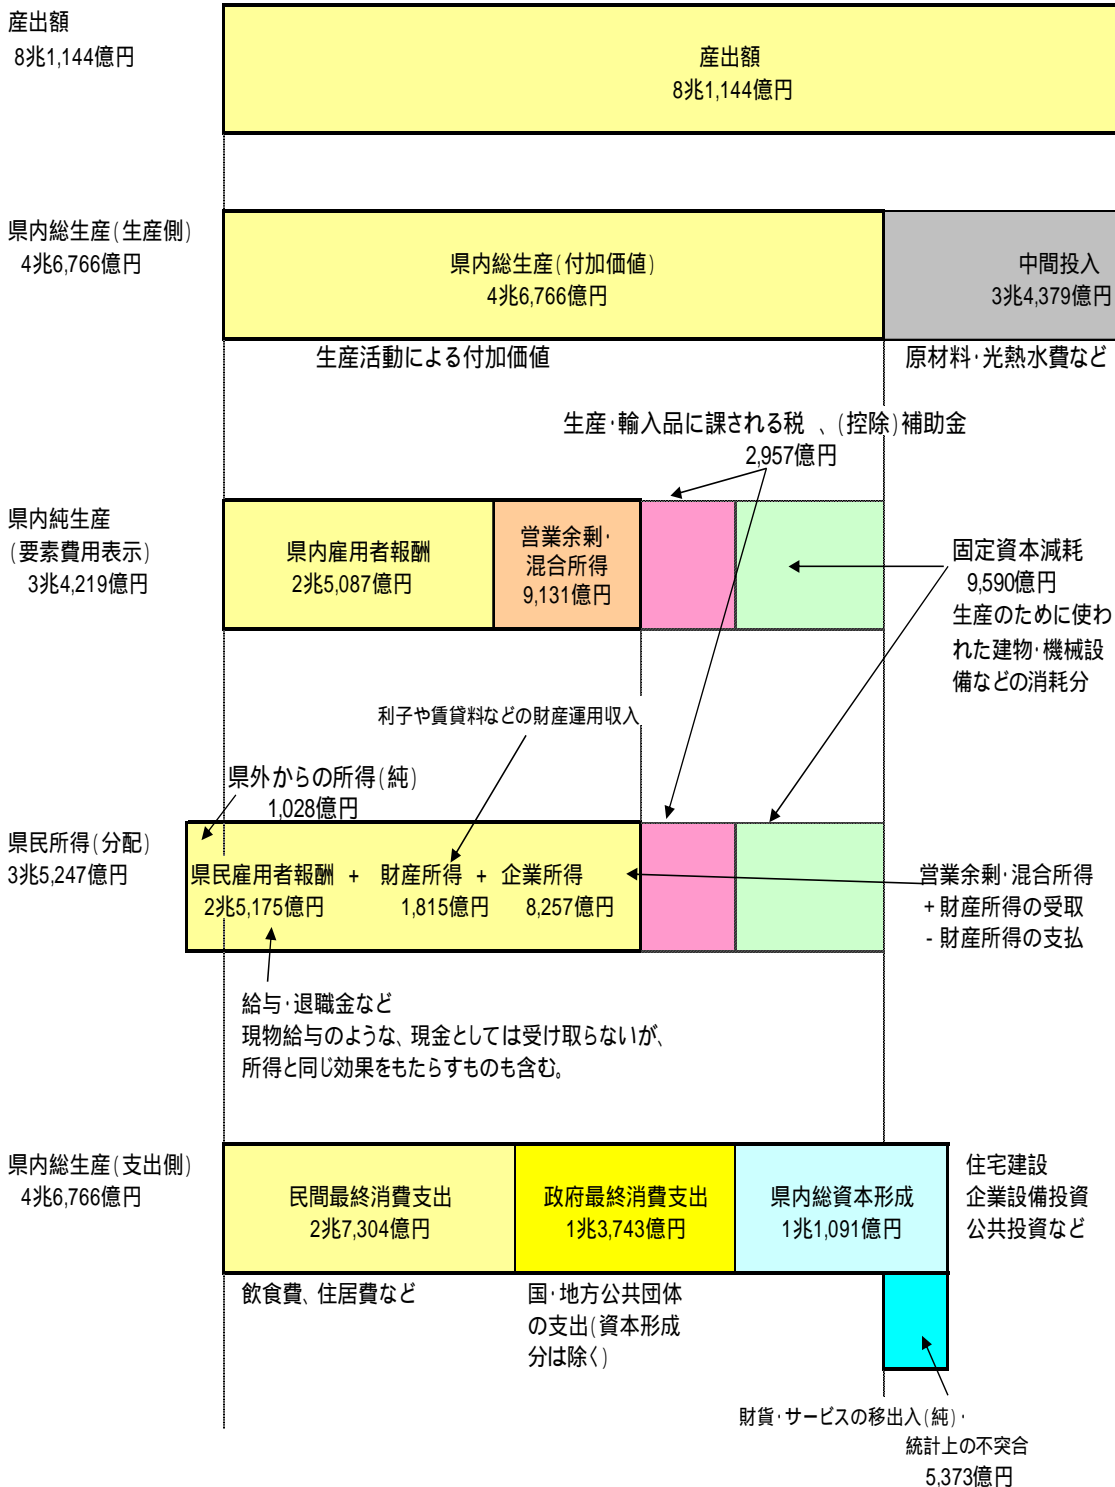 産出額
8兆1,144億円
産出額
8兆1,144億円
県内総生産(生産側)
4兆6,766億円
県内総生産(付加価値)
4兆6,766億円
中間投入
3兆4,379億円
生産活動による付加価値
原材料･光熱水費など
生産･輸入品に課される税 、(控除)補助金
2,957億円
県内純生産
(要素費用表示)
3兆4,219億円
県内雇用者報酬
2兆5,087億円
営業余剰･
混合所得
9,131億円
固定資本減耗
9,590億円
生産のために使わ
れた建物･機械設
備などの消耗分
利子や賃貸料などの財産運用収入
県外からの所得(純)
1,028億円
県民所得(分配)
3兆5,247億円
県民雇用者報酬 + 財産所得 + 企業所得
2兆5,175億円 1,815億円 8,257億円
営業余剰･混合所得
+ 財産所得の受取
- 財産所得の支払
給与･退職金など
現物給与のような、現金としては受け取らないが、
所得と同じ効果をもたらすものも含む。
県内総生産(支出側)
4兆6,766億円
民間最終消費支出
2兆7,304億円
政府最終消費支出
1兆3,743億円
県内総資本形成
1兆1,091億円
住宅建設
企業設備投資
公共投資など
飲食費、住居費など
国･地方公共団体
の支出(資本形成
分は除く)
財貨･サービスの移出入(純)･
統計上の不突合
5,373億円